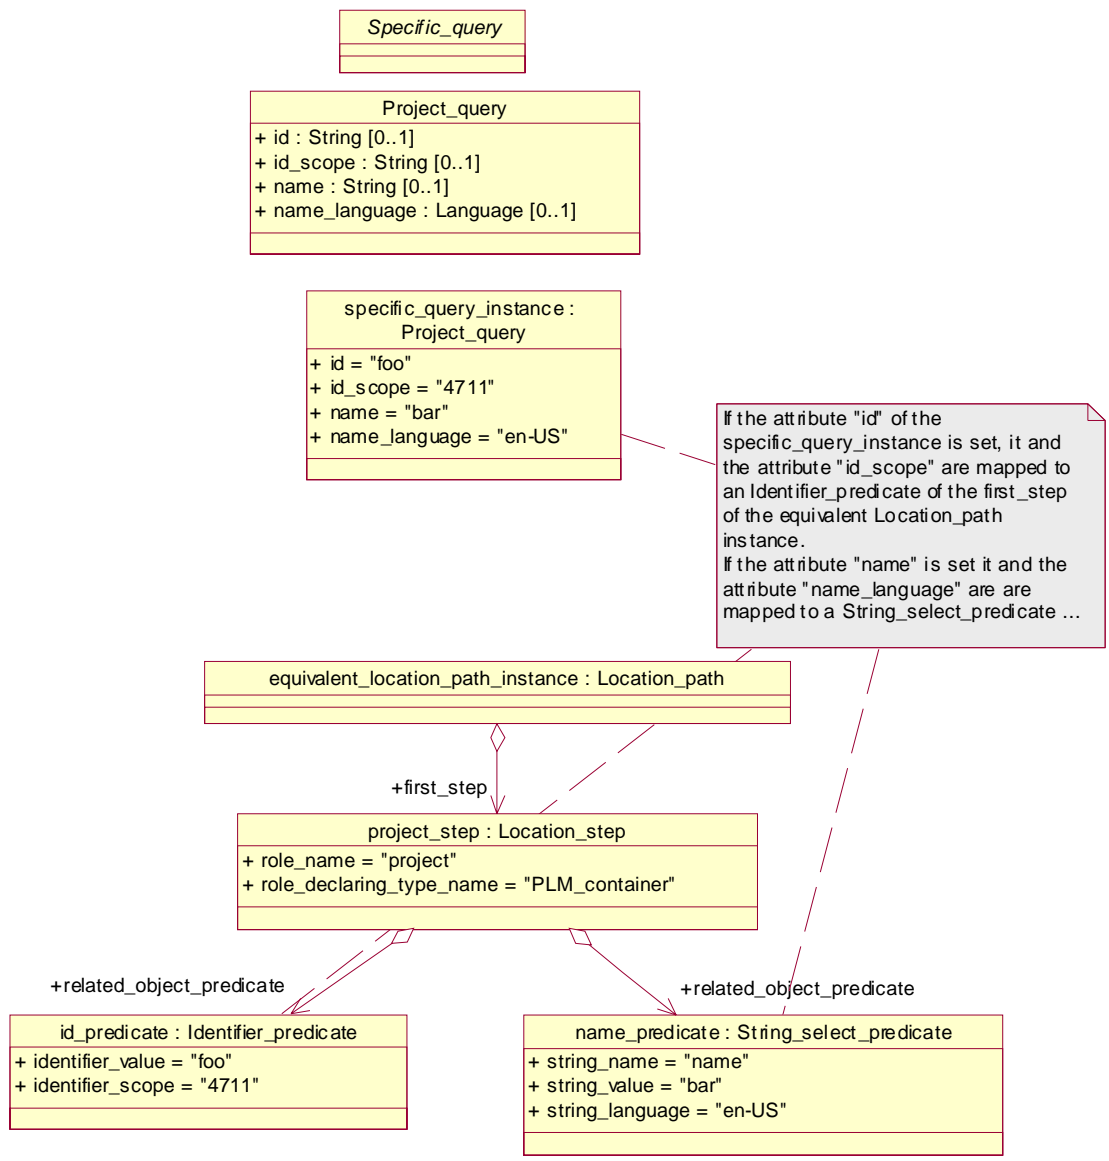 Specific_query
Project_query
+ id : String [0..1]
+ id_scope : String [0..1]
+ name : String [0..1]
+ name_language : Language [0..1]
specific_query_instance :
Project_query
+ id = "foo"
+ id_scope = "4711"
+ name = "bar"
+ name_language = "en-US"
If the attribute "id" of the
specific_query_instance is set, it and
the attribute "id_scope" are mapped to
an Identifier_predicate of the first_step
of the equivalent Location_path
instance.
If the attribute "name" is set it and the
attribute "name_language" are are
mapped to a String_select_predicate ...
equivalent_location_path_instance : Location_path
+first_step
project_step : Location_step
+ role_name = "project"
+ role_declaring_type_name = "PLM_container"
+related_object_predicate
+related_object_predicate
id_predicate : Identifier_predicate
+ identifier_value = "foo"
+ identifier_scope = "4711"
name_predicate : String_select_predicate
+ string_name = "name"
+ string_value = "bar"
+ string_language = "en-US"